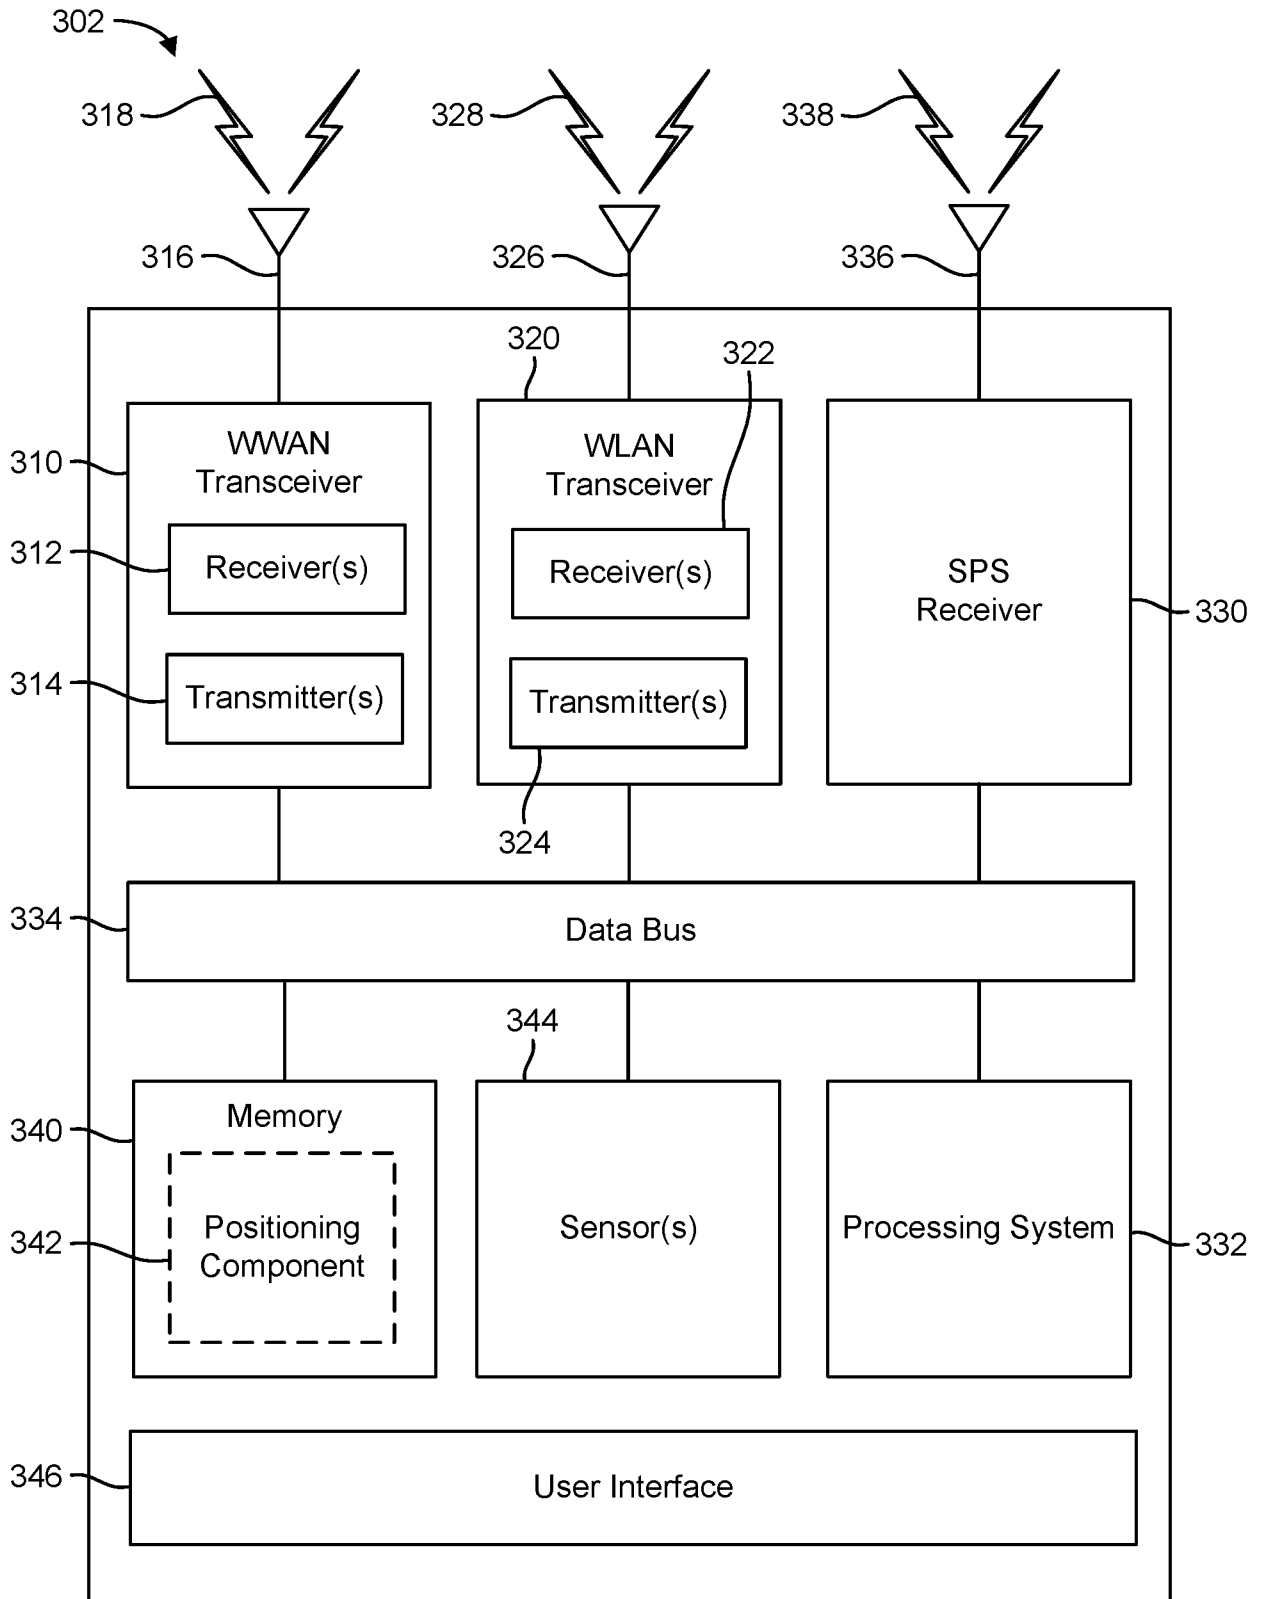 302
318
328
338
316
326
336
320
322
310
WWAN
Transceiver
WLAN
Transceiver
312
Receiver(s)
Receiver(s)
SPS
Receiver
330
314
Transmitter(s)
Transmitter(s)
324
334
Data Bus
344
340
Memory
342
Positioning
Component
Sensor(s)
Processing System
332
346
User Interface